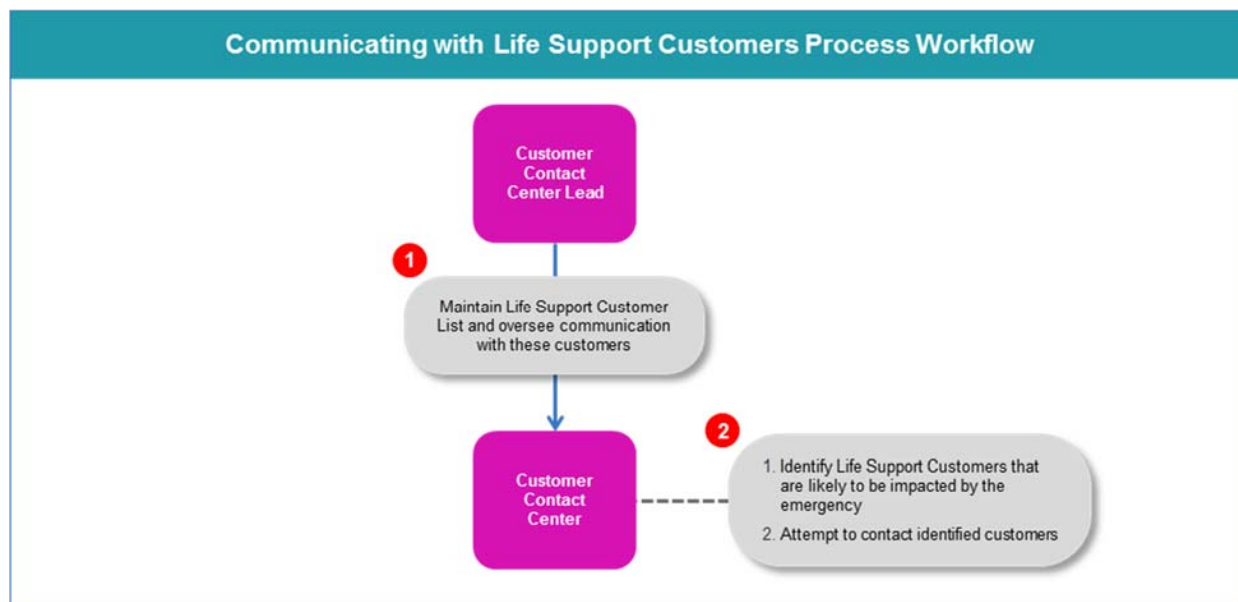 Communicating with Life Support Customers Process Workflow
Customer
Contact
Center Lead
1
Maintain Life Support Customer
List and oversee communication
with these customers
2
Customer
Contact
Center
1. Identify Life Support Customers that
are likely to be impacted by the
emergency
2. Attempt to contact identified customers